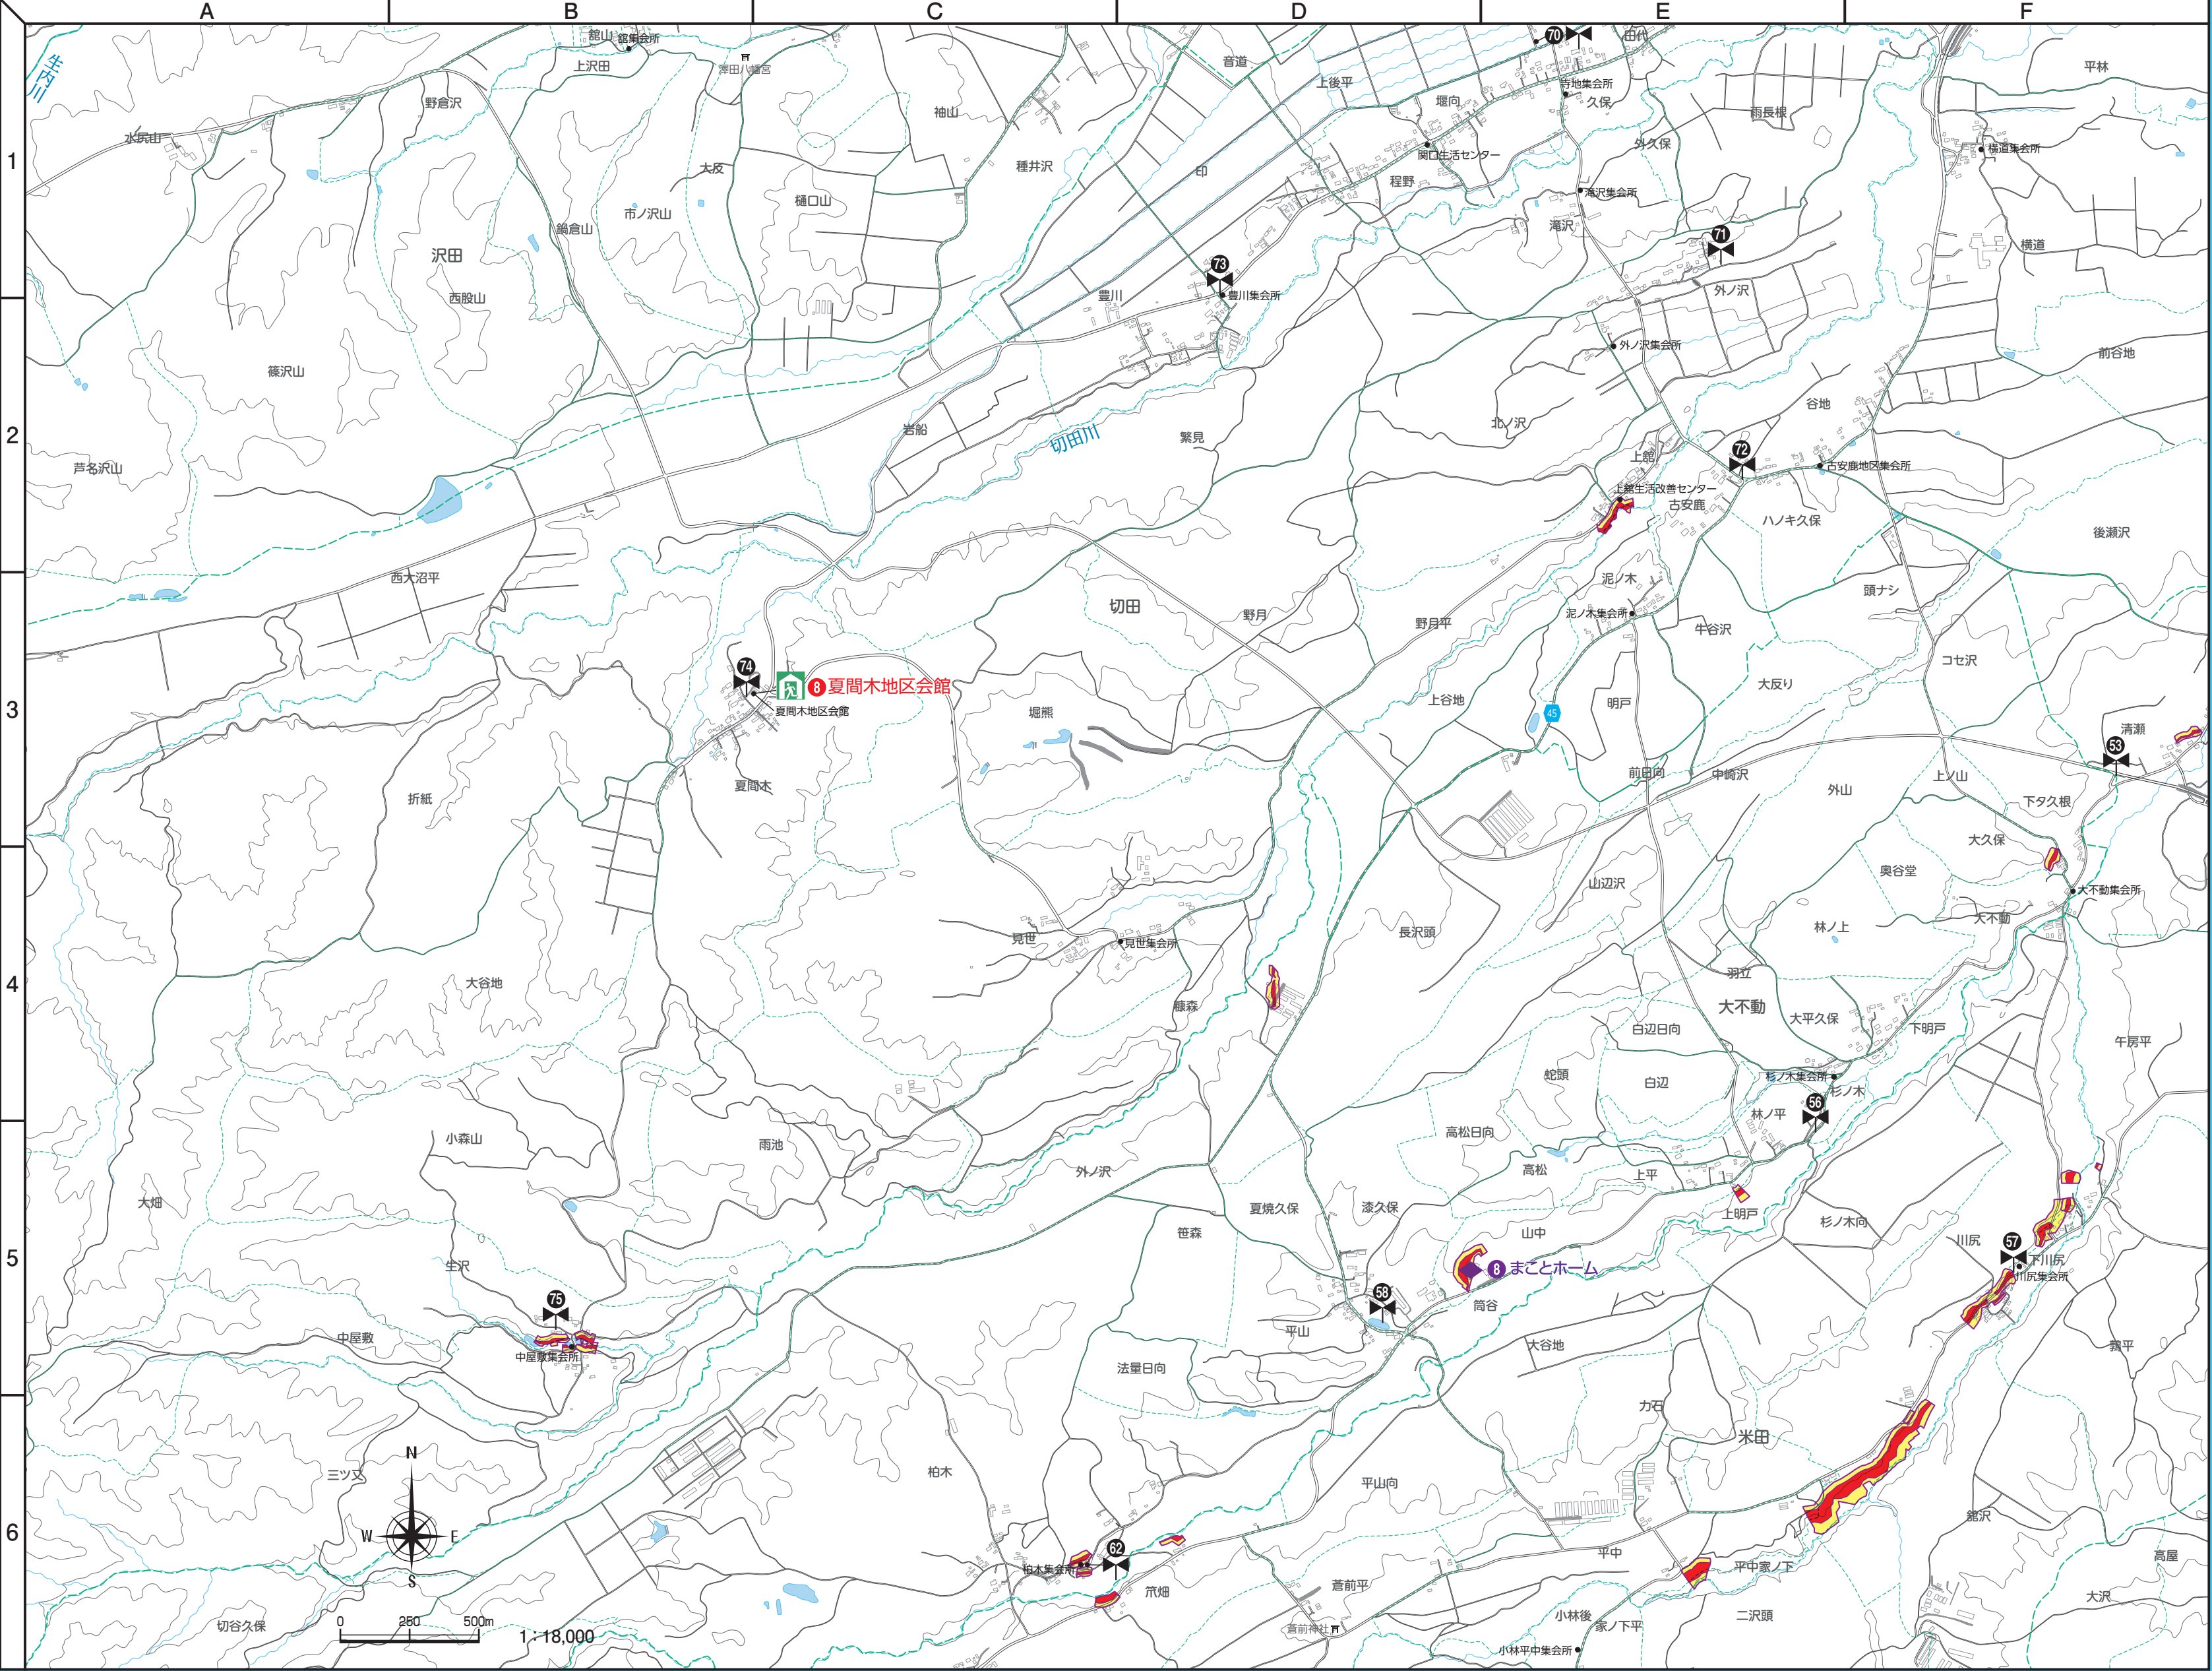 A
B
C
D
E
F
1
2
3
4
5
6
生内川
舘山
舘集会所
上沢田
澤田八幡宮
野倉沢
水尻山
袖山
大反
種井沢
樋口山
市ノ沢山
鍋倉山
沢田
西股山
篠沢山
芦名沢山
音道
上後平
70
田代
寺地集会所
久保
堰向
関口生活センター
印
程野
外久保
雨長根
平林
横道集会所
滝沢集会所
滝沢
71
横道
73
豊川集会所
豊川
外ノ沢
外ノ沢集会所
前谷地
谷地
岩船
切田川
繁見
北ノ沢
上舘
72
古安鹿地区集会所
上舘生活改善センター
古安鹿
ハノキ久保
後瀬沢
西大沼平
切田
野月
野月平
泥ノ木
泥ノ木集会所
牛谷沢
頭ナシ
コセ沢
74
8 夏間木地区会館
夏間木地区会館
堀熊
上谷地
45
明戸
大反り
清瀬
53
夏間木
折紙
前日向
中崎沢
外山
上ノ山
下タ久根
大久保
奥谷堂
大不動集会所
山辺沢
大不動
林ノ上
見世
見世集会所
長沢頭
羽立
大谷地
糠森
大不動
大平久保
下明戸
白辺日向
午房平
蛇頭
白辺
杉ノ木集会所
杉ノ木
56
林ノ平
小森山
雨池
高松日向
外ノ沢
高松
上平
大畑
夏焼久保
漆久保
上明戸
杉ノ木向
笹森
山中
川尻
57
下川尻
川尻集会所
生沢
8 まことホーム
58
筒谷
75
平山
中屋敷
中屋敷集会所
大谷地
鶉平
法量日向
力石
米田
三ツ又
柏木
平山向
舘沢
N
W
E
S
62
柏木集会所
平中
平中家ノ下
高屋
笊畑
蒼前平
大沢
小林後
家ノ下平
二沢頭
切谷久保
0 250 500m
1：18,000
蒼前神社
小林平中集会所